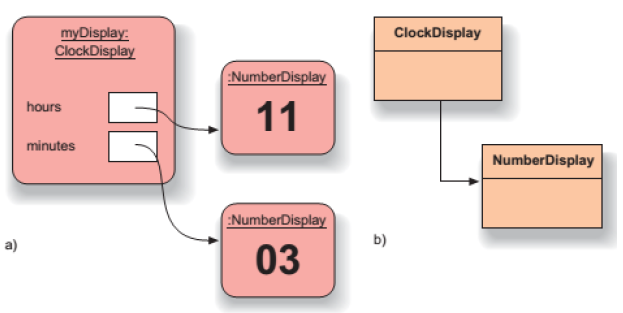 myDisplay:
ClockDisplay
hours
minutes
:NumberDisplay
11
:NumberDisplay
03
a)
ClockDisplay
NumberDisplay
b)